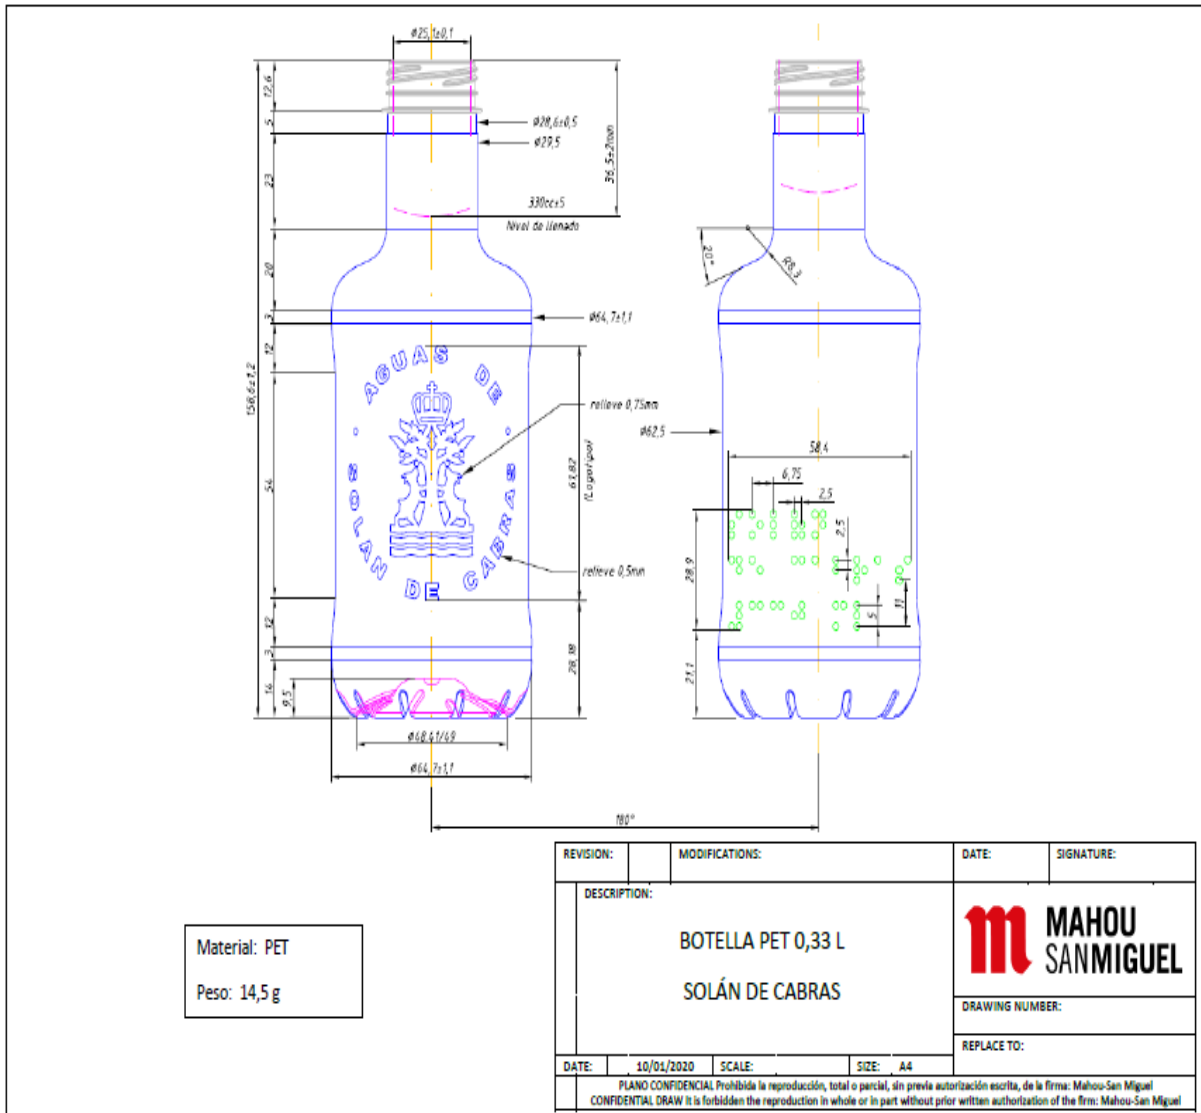 Ø25,1±0,1
12,6
5
Ø28,6±0,5
Ø29,5
36,5±2mm
23
330cc±5
Nivel de llenado
20
20°
R8,3
3
Ø64,7±1,1
12
156,6±1,2
AGUAS DE
relieve 0,75mm
Ø62,5
61,82
(Logotipo)
58,4
54
6,75
2,5
SOLAN DE CABRAS
2,5
28,9
relieve 0,5mm
11
5
12
28,18
3
21,1
14
9,5
Ø48,41/49
Ø64,7±1,1
180°
REVISION: MODIFICATIONS: DATE: SIGNATURE:
DESCRIPTION:
BOTELLA PET 0,33 L
SOLÁN DE CABRAS
MAHOU
SANMIGUEL
Material: PET
Peso: 14,5 g
DRAWING NUMBER:
REPLACE TO:
DATE: 10/01/2020 SCALE: SIZE: A4
PLANO CONFIDENCIAL Prohibida la reproducción, total o parcial, sin previa autorización escrita, de la firma: Mahou-San Miguel
CONFIDENTIAL DRAW It is forbidden the reproduction in whole or in part without prior written authorization of the firm: Mahou-San Miguel